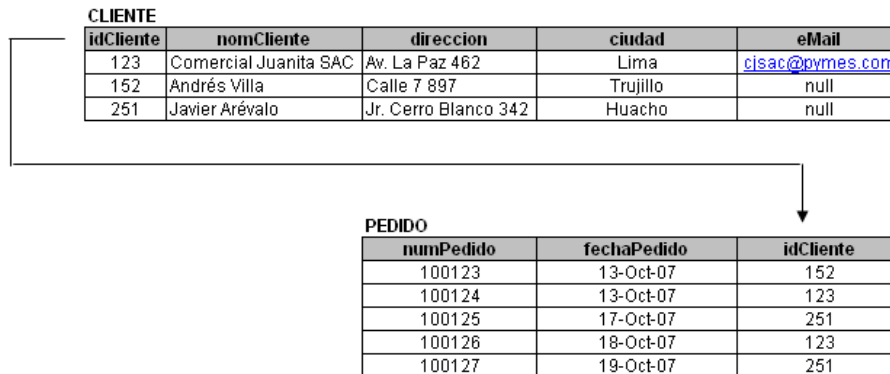 CLIENTE
idCliente nomCliente direccion ciudad eMail
123 Comercial Juanita SAC Av. La Paz 462 Lima cjsac@pymes.com
152 Andrés Villa Calle 7 897 Trujillo null
251 Javier Arévalo Jr. Cerro Blanco 342 Huacho null
PEDIDO
numPedido fechaPedido idCliente
100123 13-Oct-07 152
100124 13-Oct-07 123
100125 17-Oct-07 251
100126 18-Oct-07 123
100127 19-Oct-07 251